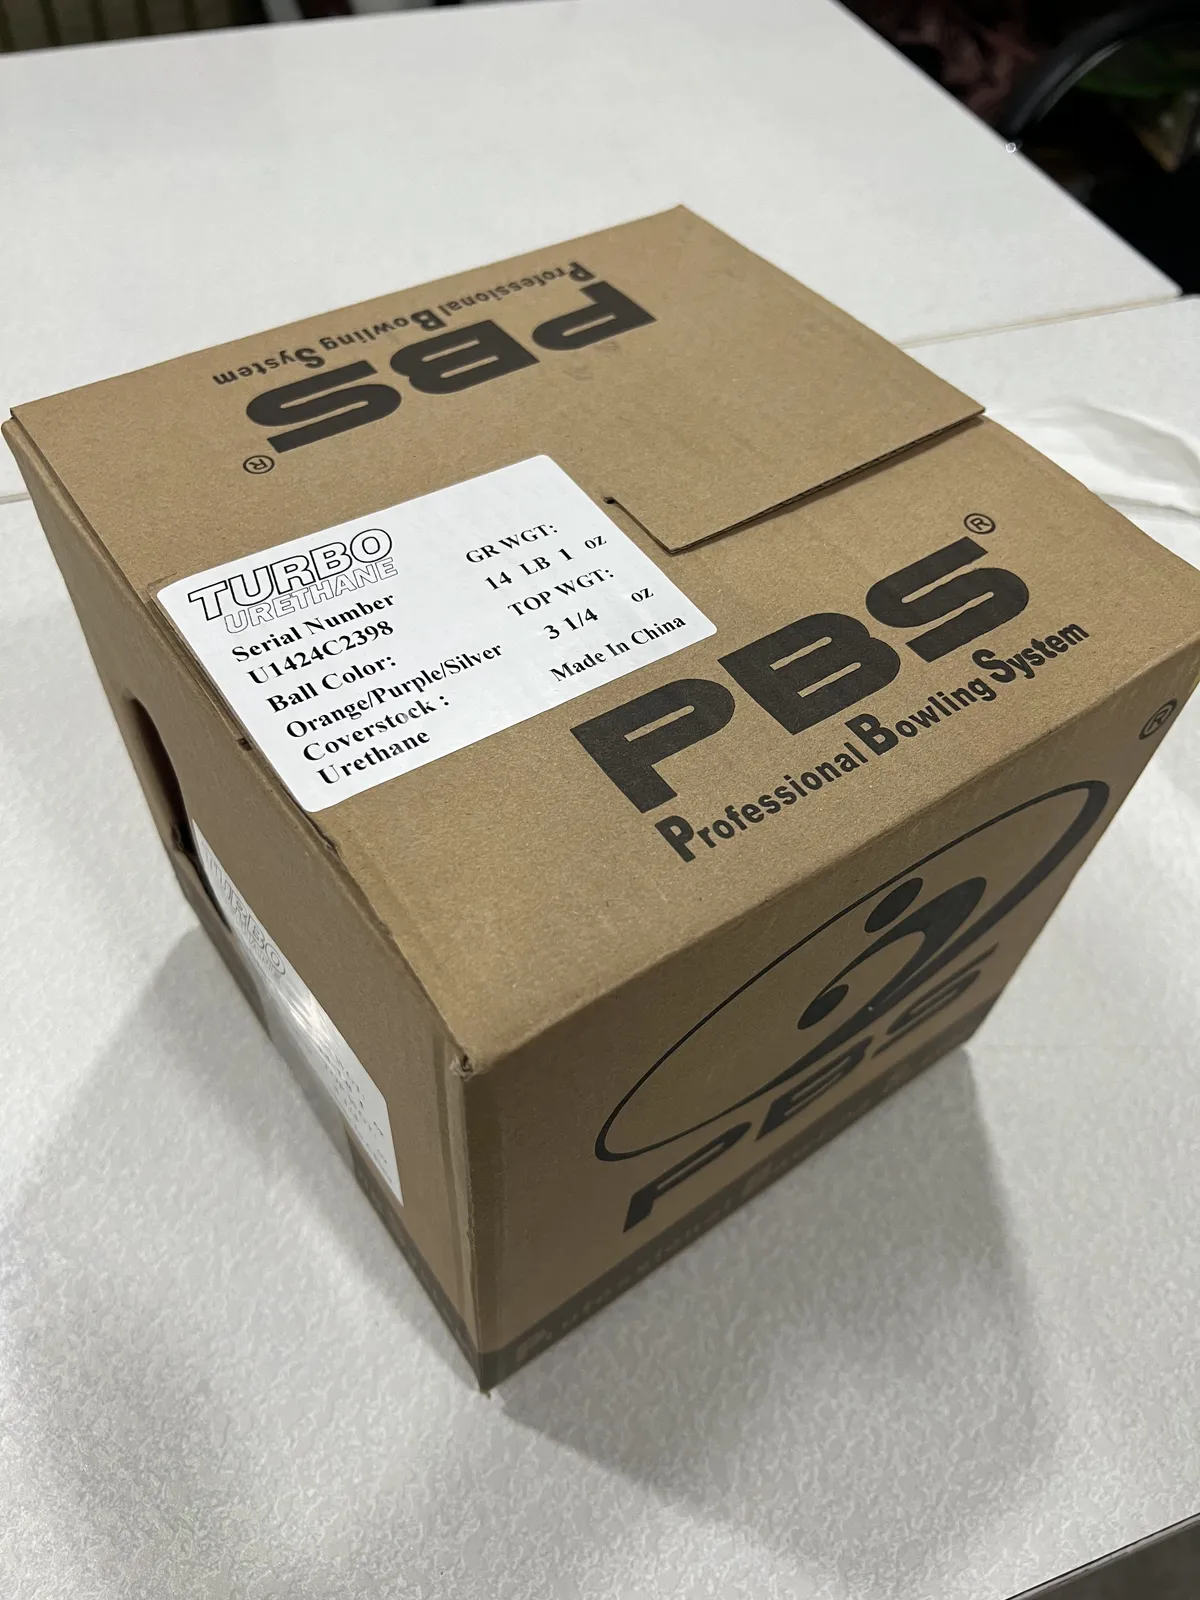 Professional Bowling System
PBS
®
TURBO
URETHANE
Serial Number
U1424C2398
Ball Color:
Orange/Purple/Silver
Coverstock :
Urethane
GR WGT:
14 LB 1 oz
TOP WGT:
3 1/4 oz
Made In China
PBS®
Professional Bowling System
®
PBS
TURBO